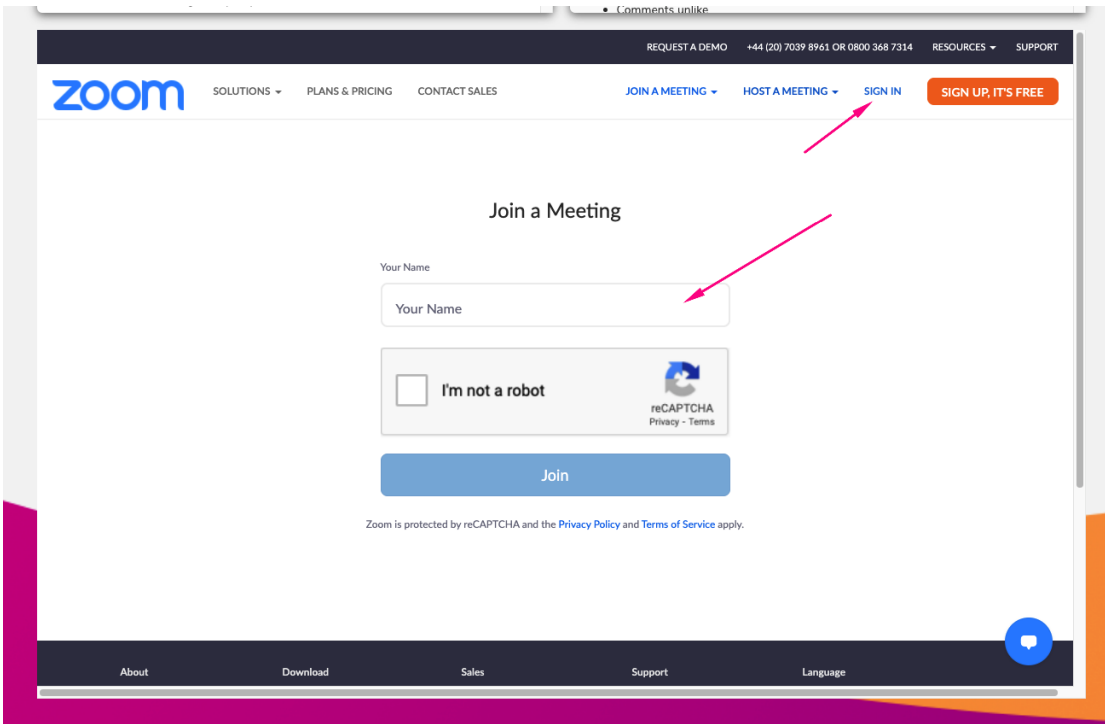 Comments unlike
REQUEST A DEMO +44 (20) 7039 8961 OR 0800 368 7314 RESOURCES SUPPORT
zoom SOLUTIONS PLANS & PRICING CONTACT SALES JOIN A MEETING HOST A MEETING SIGN IN SIGN UP, IT'S FREE
Join a Meeting
Your Name
Your Name
I'm not a robot
reCAPTCHA
Privacy - Terms
Join
Zoom is protected by reCAPTCHA and the Privacy Policy and Terms of Service apply.
About Download Sales Support Language